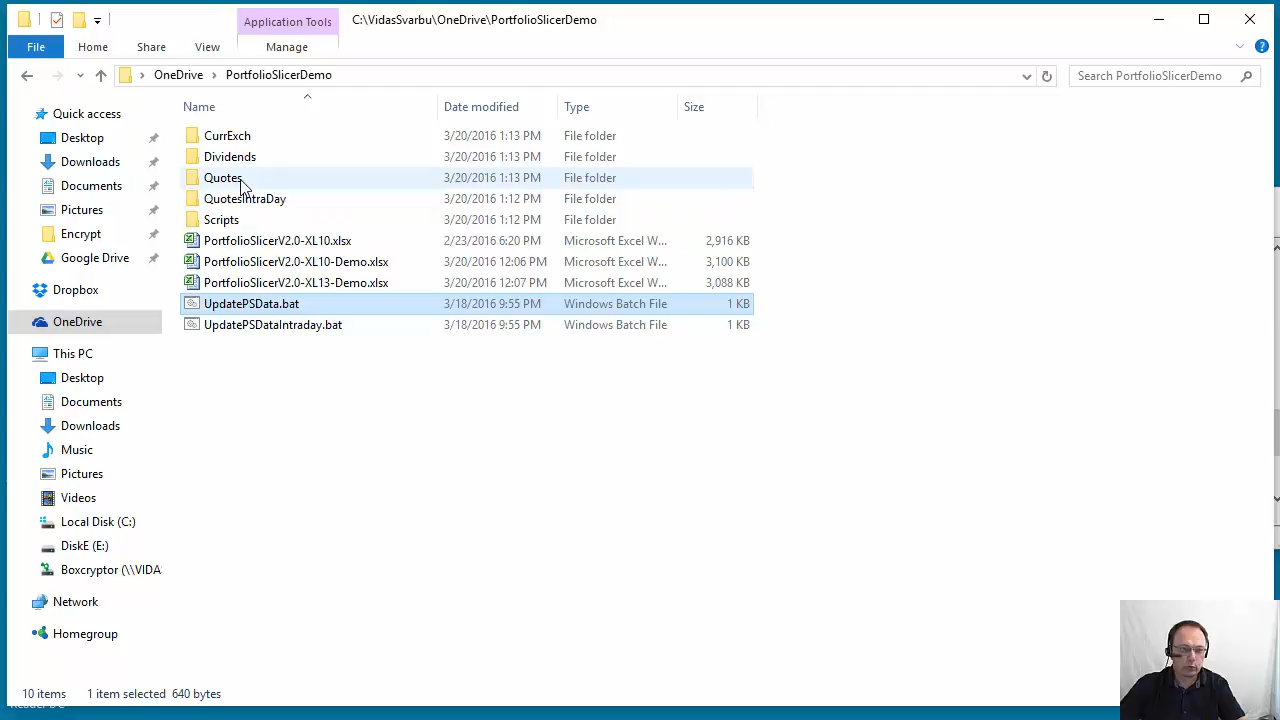 Application Tools
C:\VidasSvarbu\OneDrive\PortfolioSlicerDemo
File Home Share View Manage
OneDrive PortfolioSlicerDemo
Search PortfolioSlicerDemo
Name Date modified Type Size
Quick access
Desktop
Downloads
Documents
Pictures
Encrypt
Google Drive
Dropbox
OneDrive
This PC
Desktop
Documents
Downloads
Music
Pictures
Videos
Local Disk (C:)
DiskE (E:)
Boxcryptor (\\VIDA
Network
Homegroup
CurrExch 3/20/2016 1:13 PM File folder
Dividends 3/20/2016 1:13 PM File folder
Quotes 3/20/2016 1:13 PM File folder
QuotesIntraDay 3/20/2016 1:12 PM File folder
Scripts 3/20/2016 1:12 PM File folder
PortfolioSlicerV2.0-XL10.xlsx 2/23/2016 6:20 PM Microsoft Excel W... 2,916 KB
PortfolioSlicerV2.0-XL10-Demo.xlsx 3/20/2016 12:06 PM Microsoft Excel W... 3,100 KB
PortfolioSlicerV2.0-XL13-Demo.xlsx 3/20/2016 12:07 PM Microsoft Excel W... 3,088 KB
UpdatePSData.bat 3/18/2016 9:55 PM Windows Batch File 1 KB
UpdatePSDataIntraday.bat 3/18/2016 9:55 PM Windows Batch File 1 KB
10 items 1 item selected 640 bytes